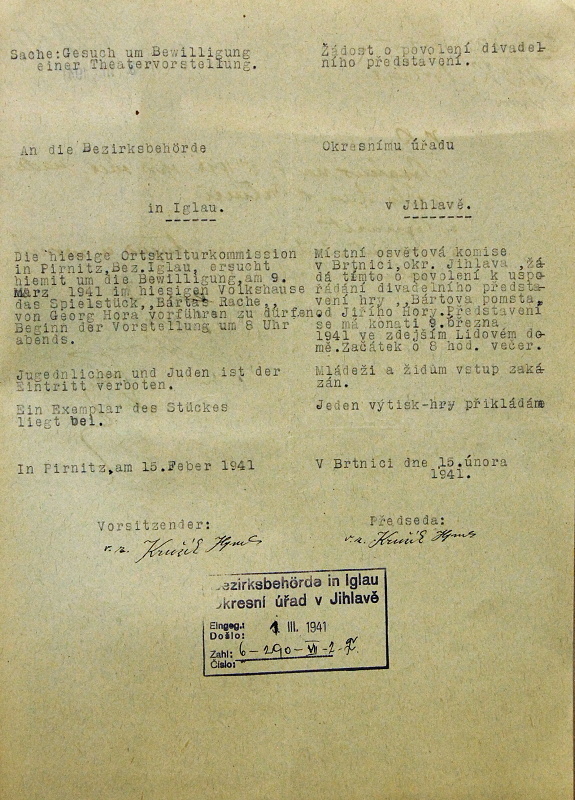 Sache:Gesuch um Bewilligung
einer Theatervorstellung.
An die Bezirksbehörde
in Iglau.
Die hiesige Ortskulturkommission
in Pirnitz,Bez.Iglau, ersucht
hiemit um die Bewilligung,am 9.
März 1941 im hiesigen Volkshause
das Spielstück,,Bártas Rache,,
von Georg Hora vorführen zu dürfen
Beginn der Vorstellung um 8 Uhr
abends.
Jugednlichen und Juden ist der
Eintritt verboten.
Ein Exemplar des Stückes
liegt bei.
In Pirnitz,am 15.Feber 1941
Vorsitzender:
Žádost o povolení divadel-
ního představení.
Okresnímu úřadu
v Jihlavě.
Místní osvětová komise
v Brtnici,okr. Jihlava ,žá-
dá tímto o povolení k uspo-
řádání divadelního předsta-
vení hry ,,Bártova pomsta,,
od Jiřího Hory.Představení
se má konati 9.března
1941 ve zdejším Lidovém do-
mě.Začátek o 8 hod. večer.
Mládeži a židům vstup zaká-
zán.
Jeden výtisk-hry přikládám
V Brtnici dne 15.února
1941.
Předseda:
Bezirksbehörde in Iglau
Okresní úřad v Jihlavě
Eingeg.: 1 III. 1941
Došlo:
Zahl: 6-290-VII-2-
Číslo: